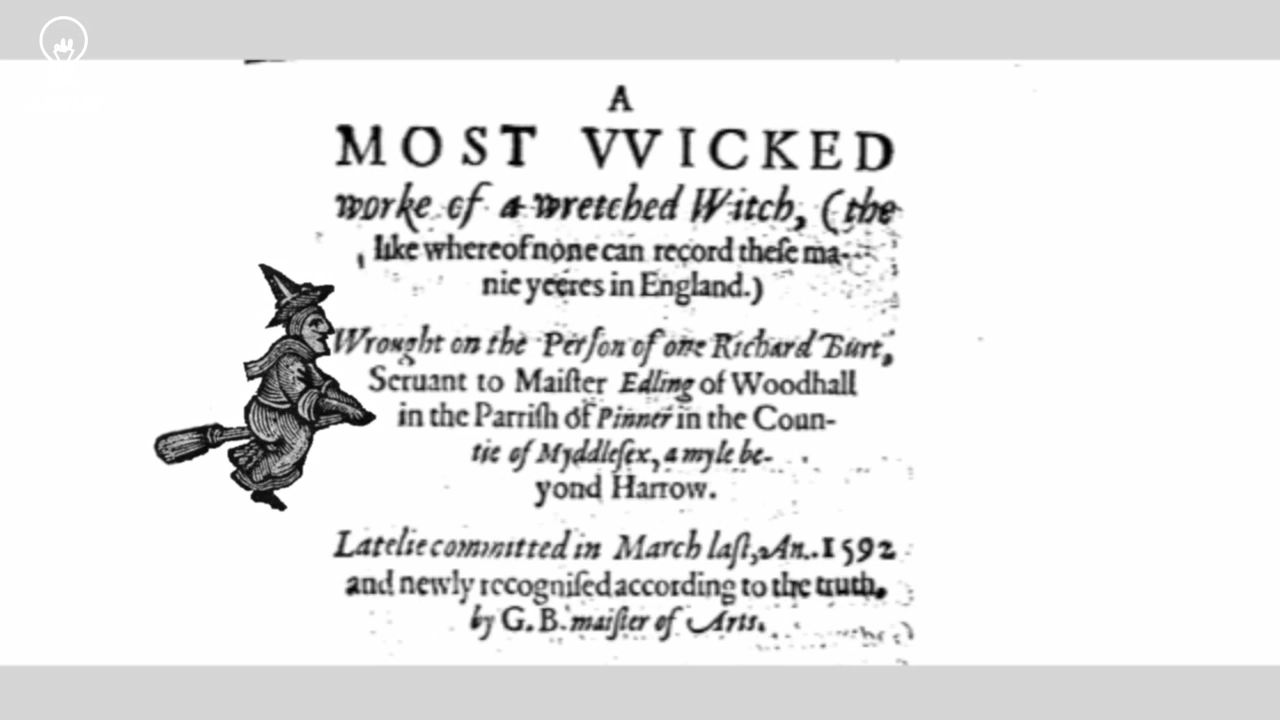 A
MOST VVICKED
worke of a wretched Witch, (the
like whereof none can record theſe ma-
nie yeeres in England.)
Wrought on the Perſon of one Richard Burt,
Seruant to Maiſter Edling of Woodhall
in the Parriſh of Pinner in the Coun-
tie of Myddleſex, a myle be-
yond Harrow.
Latelie committed in March laſt, An. 1592
and newly recogniſed according to the truth,
by G. B. maiſter of Arts.